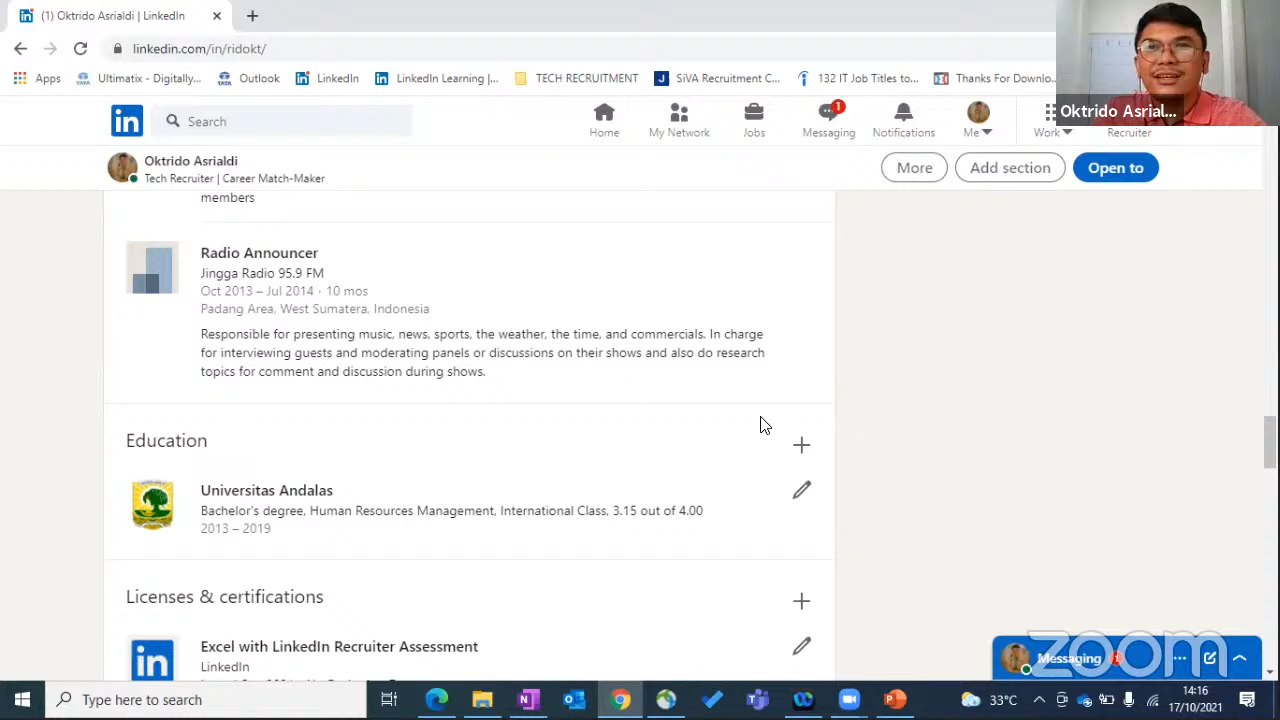 (1) Oktrido Asrialdi | LinkedIn
linkedin.com/in/ridokt/
Apps
Ultimatix - Digitally...
Outlook
LinkedIn
LinkedIn Learning |...
TECH RECRUITMENT
SiVA Recruitment C...
132 IT Job Titles to...
Thanks For Downlo...
Oktrido Asrial...
in
Search
Home
My Network
Jobs
1
Messaging
Notifications
Me
Work
Recruiter
Oktrido Asrialdi
Tech Recruiter | Career Match-Maker
More
Add section
Open to
members
Radio Announcer
Jingga Radio 95.9 FM
Oct 2013 – Jul 2014 · 10 mos
Padang Area, West Sumatera, Indonesia
Responsible for presenting music, news, sports, the weather, the time, and commercials. In charge
for interviewing guests and moderating panels or discussions on their shows and also do research
topics for comment and discussion during shows.
Education
Universitas Andalas
Bachelor's degree, Human Resources Management, International Class, 3.15 out of 4.00
2013 – 2019
Licenses & certifications
Excel with LinkedIn Recruiter Assessment
in
LinkedIn
Messaging
1
zoom
Type here to search
33°C
14:16
17/10/2021